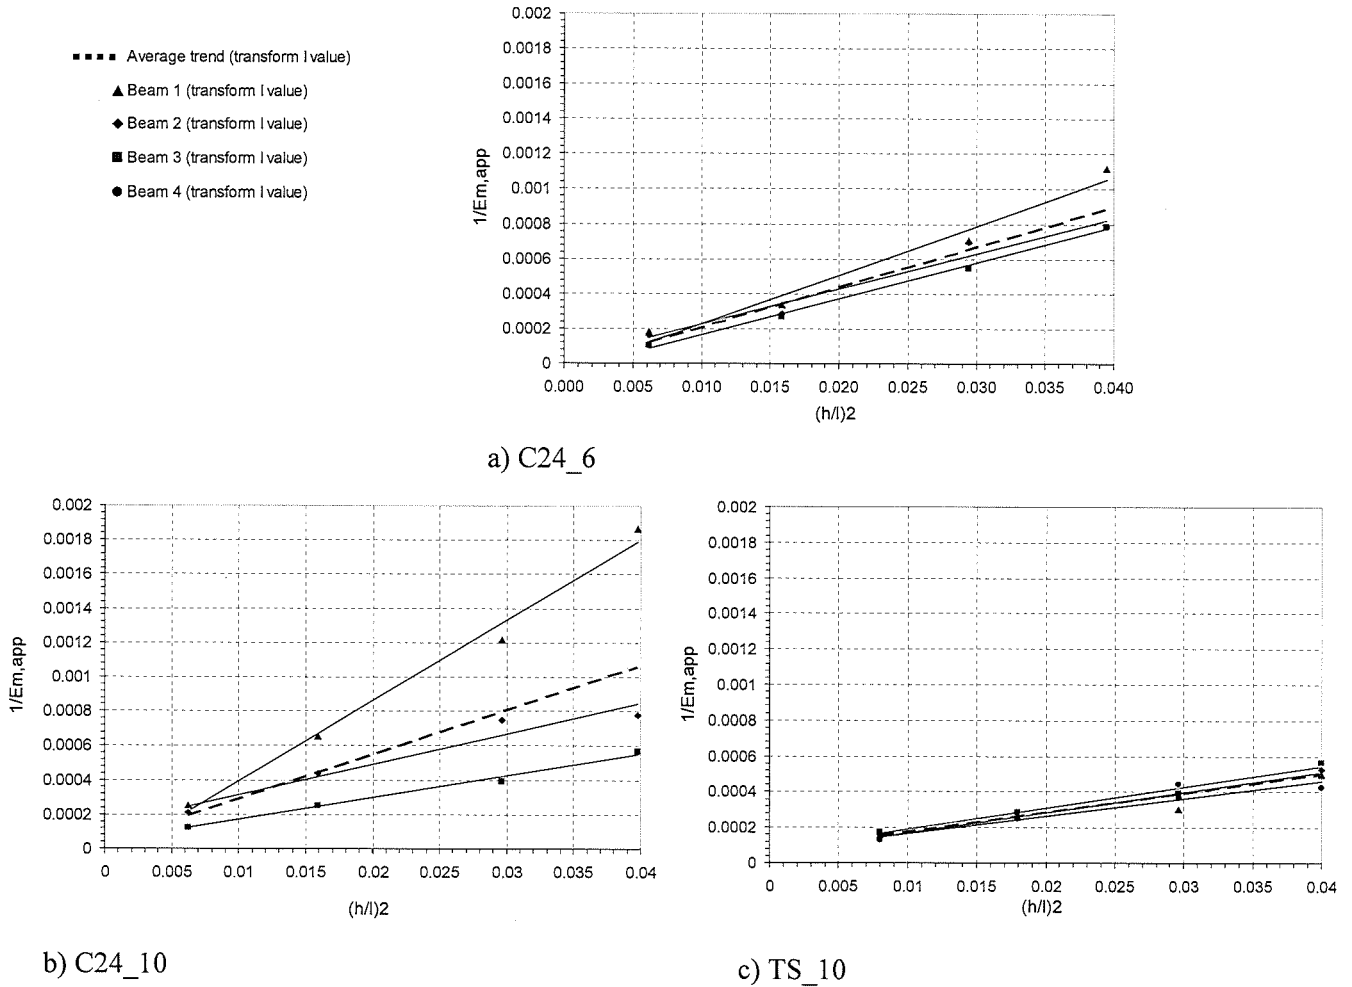 Average trend (transform I value)
Beam 1 (transform I value)
Beam 2 (transform I value)
Beam 3 (transform I value)
Beam 4 (transform I value)
0.002
0.0018
0.0016
0.0014
0.0012
0.001
0.0008
0.0006
0.0004
0.0002
0
1/Em,app
0.000 0.005 0.010 0.015 0.020 0.025 0.030 0.035 0.040
(h/l)2
a) C24_6
0.002
0.0018
0.0016
0.0014
0.0012
0.001
0.0008
0.0006
0.0004
0.0002
0
1/Em,app
0 0.005 0.01 0.015 0.02 0.025 0.03 0.035 0.04
(h/l)2
b) C24_10
0.002
0.0018
0.0016
0.0014
0.0012
0.001
0.0008
0.0006
0.0004
0.0002
0
1/Em,app
0 0.005 0.01 0.015 0.02 0.025 0.03 0.035 0.04
(h/l)2
c) TS_10